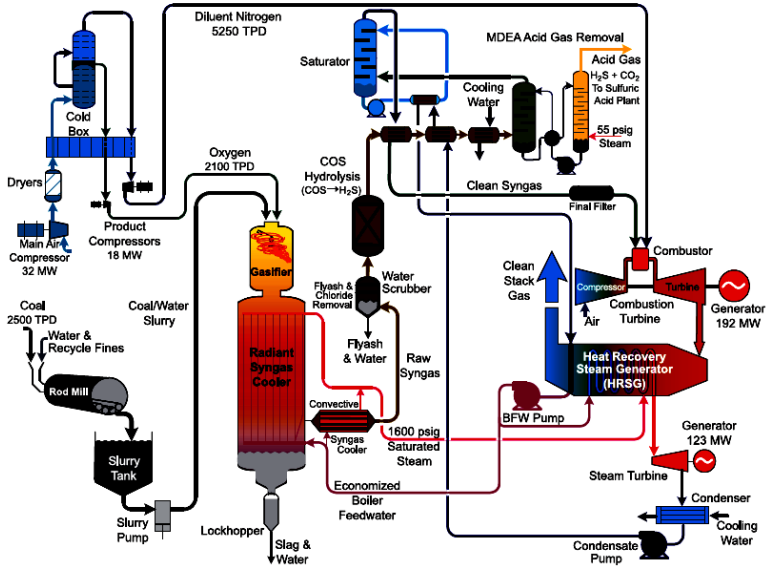 Diluent Nitrogen
5250 TPD
MDEA Acid Gas Removal
Saturator
Acid Gas
H₂S + CO₂
To Sulfuric
Acid Plant
Cooling
Water
Cold
Box
55 psig
Steam
Oxygen
2100 TPD
COS
Hydrolysis
(COS→H₂S)
Dryers
Clean Syngas
Final Filter
Product
Compressors
18 MW
Main Air
Compressor
32 MW
Combustor
Gasifier
Clean
Stack
Gas
Water
Scrubber
Flyash &
Chloride
Removal
Compressor
Turbine
Combustion
Turbine
Air
Generator
192 MW
Coal
2500 TPD
Coal/Water
Slurry
Water &
Recycle Fines
Flyash
& Water
Raw
Syngas
Radiant
Syngas
Cooler
Heat Recovery
Steam Generator
(HRSG)
Rod Mill
Convective
Syngas
Cooler
BFW Pump
1600 psig
Saturated
Steam
Generator
123 MW
Slurry
Tank
Steam Turbine
Economized
Boiler
Feedwater
Condenser
Slurry
Pump
Lockhopper
Cooling
Water
Slag &
Water
Condensate
Pump